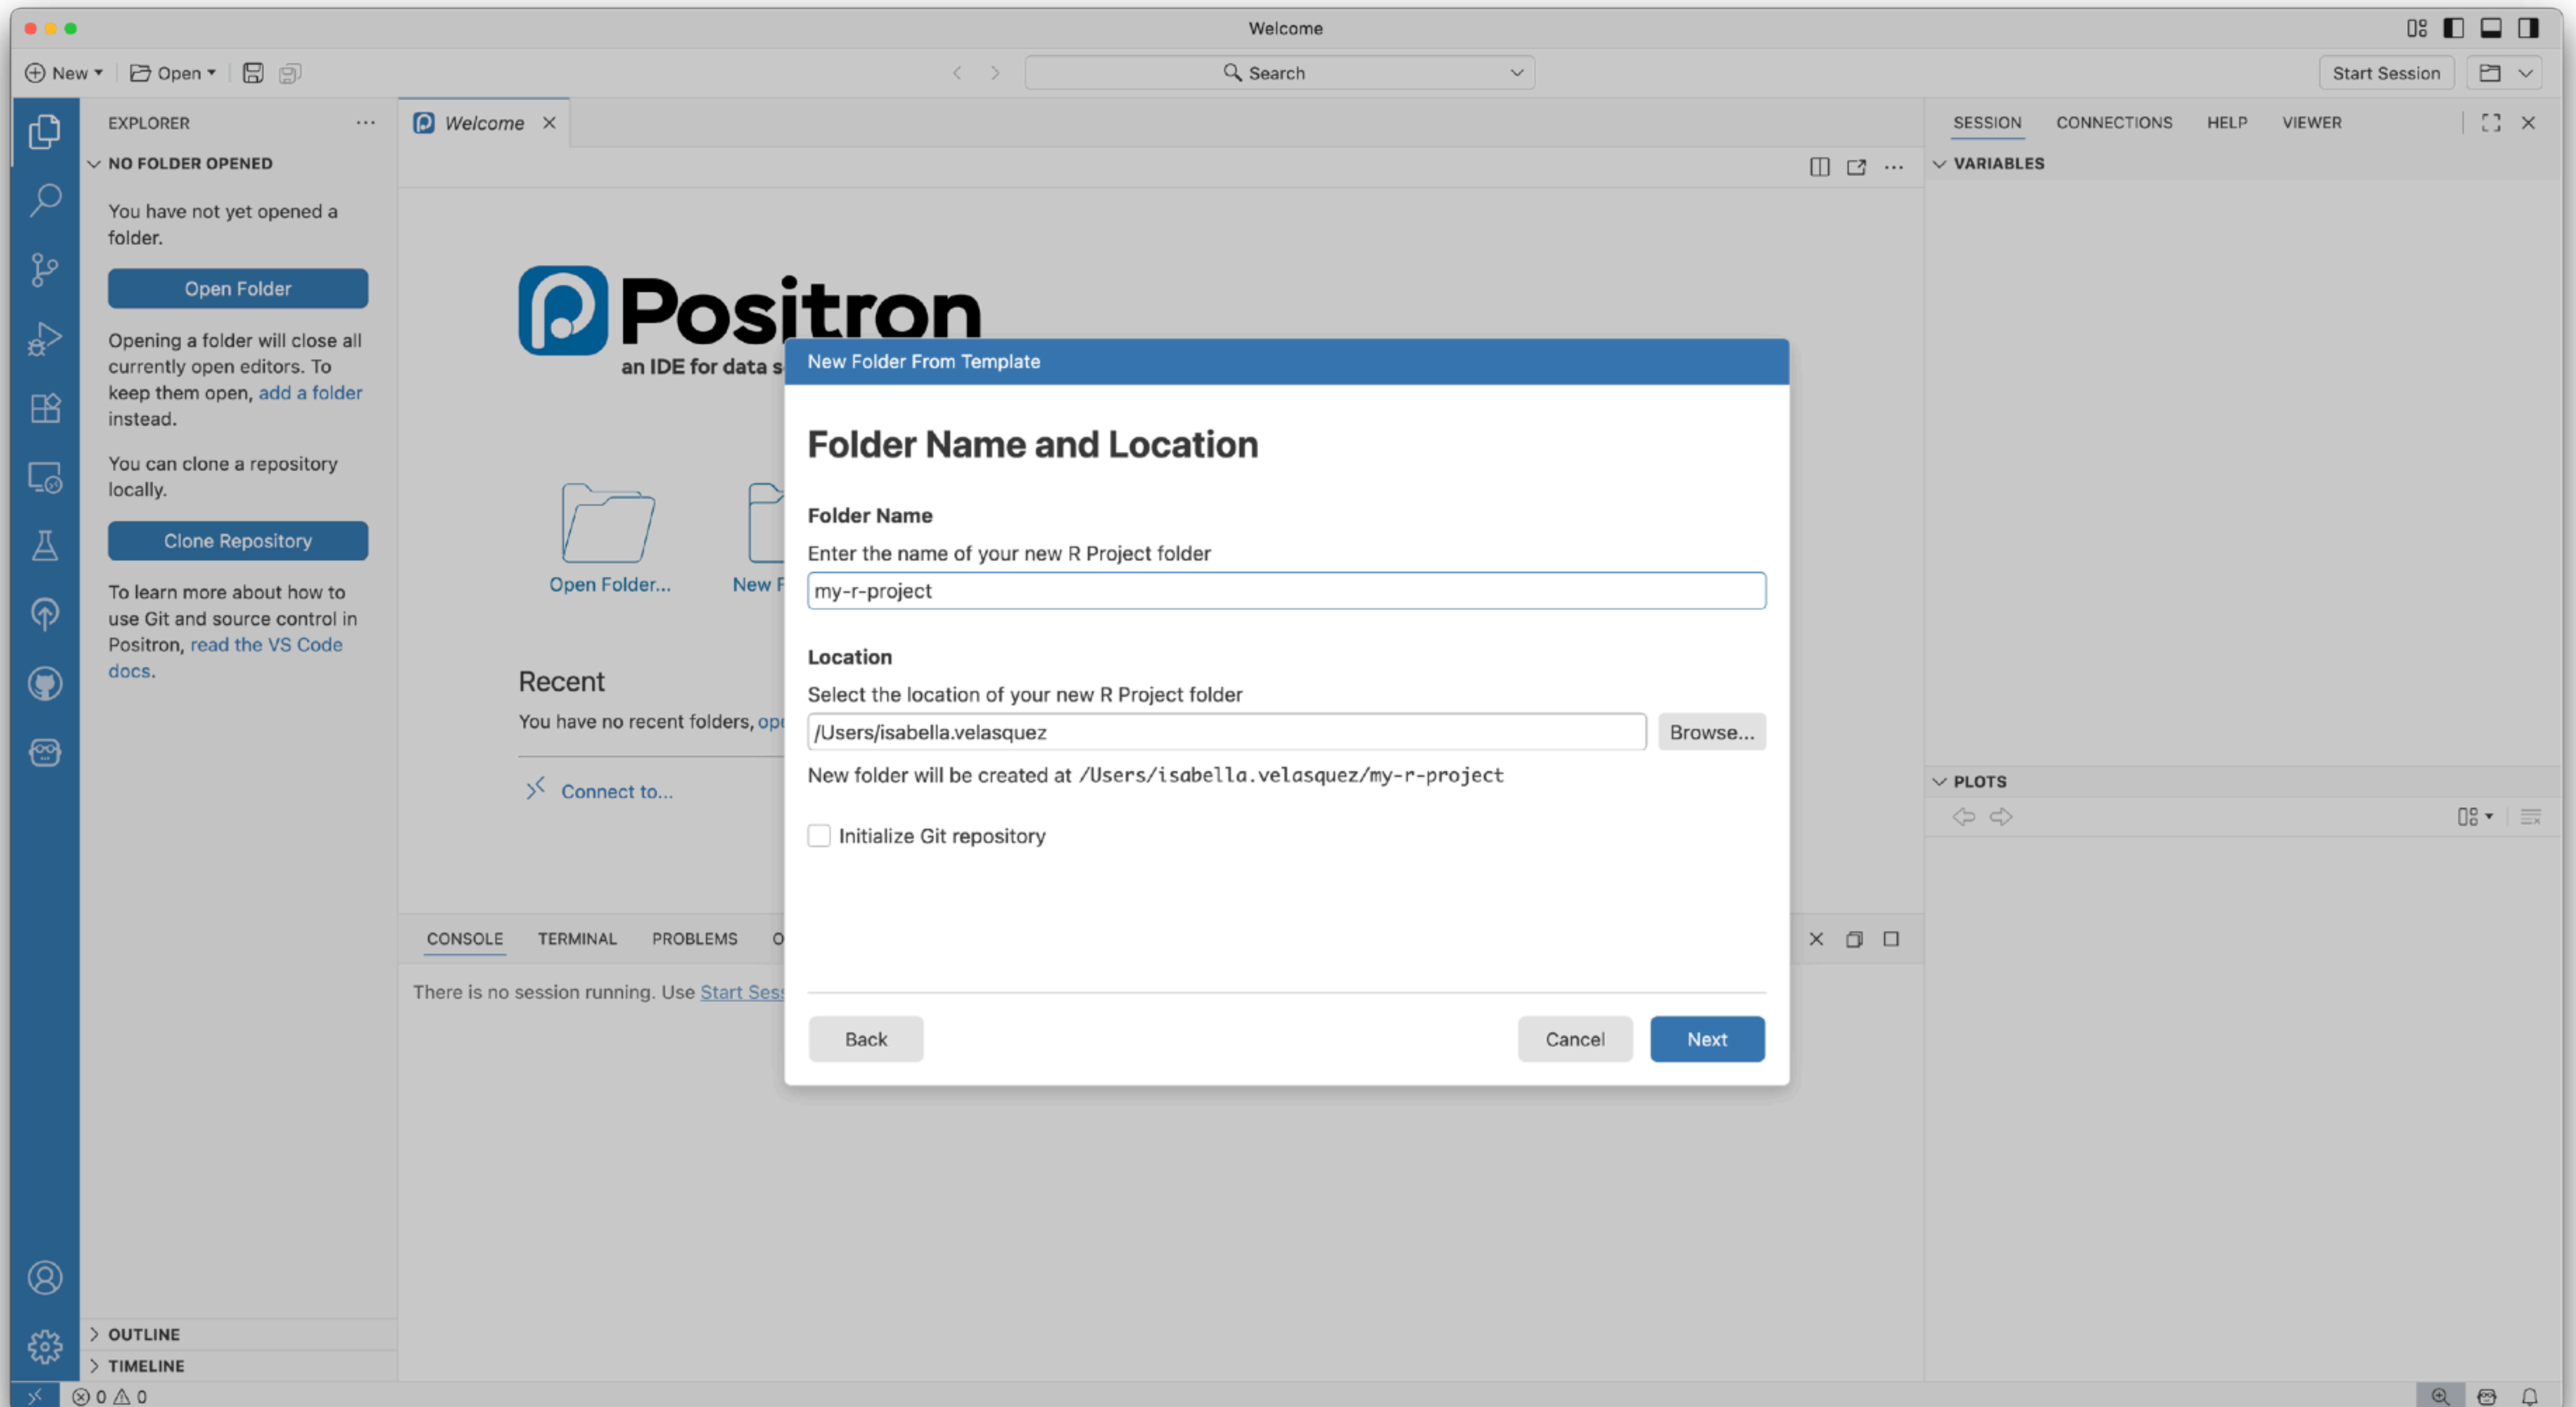 Welcome
New
Open
Search
Start Session
EXPLORER
NO FOLDER OPENED
You have not yet opened a
folder.
Open Folder
Opening a folder will close all
currently open editors. To
keep them open, add a folder
instead.
You can clone a repository
locally.
Clone Repository
To learn more about how to
use Git and source control in
Positron, read the VS Code
docs.
OUTLINE
TIMELINE
0 0
Welcome
Positron
an IDE for data s
Open Folder...
New F
Recent
You have no recent folders, ope
Connect to...
New Folder From Template
Folder Name and Location
Folder Name
Enter the name of your new R Project folder
my-r-project
Location
Select the location of your new R Project folder
/Users/isabella.velasquez
Browse...
New folder will be created at /Users/isabella.velasquez/my-r-project
Initialize Git repository
Back
Cancel
Next
CONSOLE TERMINAL PROBLEMS O
There is no session running. Use Start Sess
SESSION CONNECTIONS HELP VIEWER
VARIABLES
PLOTS